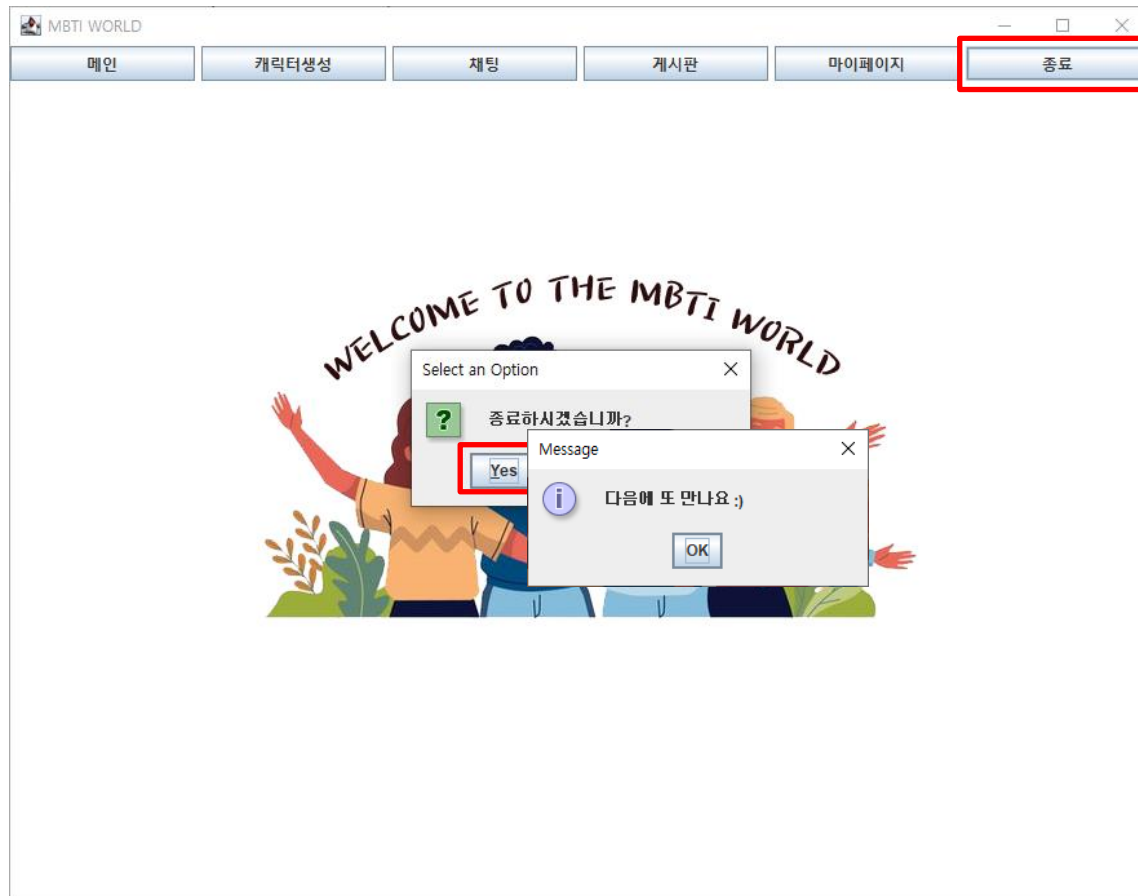 MBTI WORLD
메인 캐릭터생성 채팅 게시판 마이페이지 종료
WELCOME TO THE MBTI WORLD
Select an Option
종료하시겠습니까?
Yes
Message
다음에 또 만나요 :)
OK